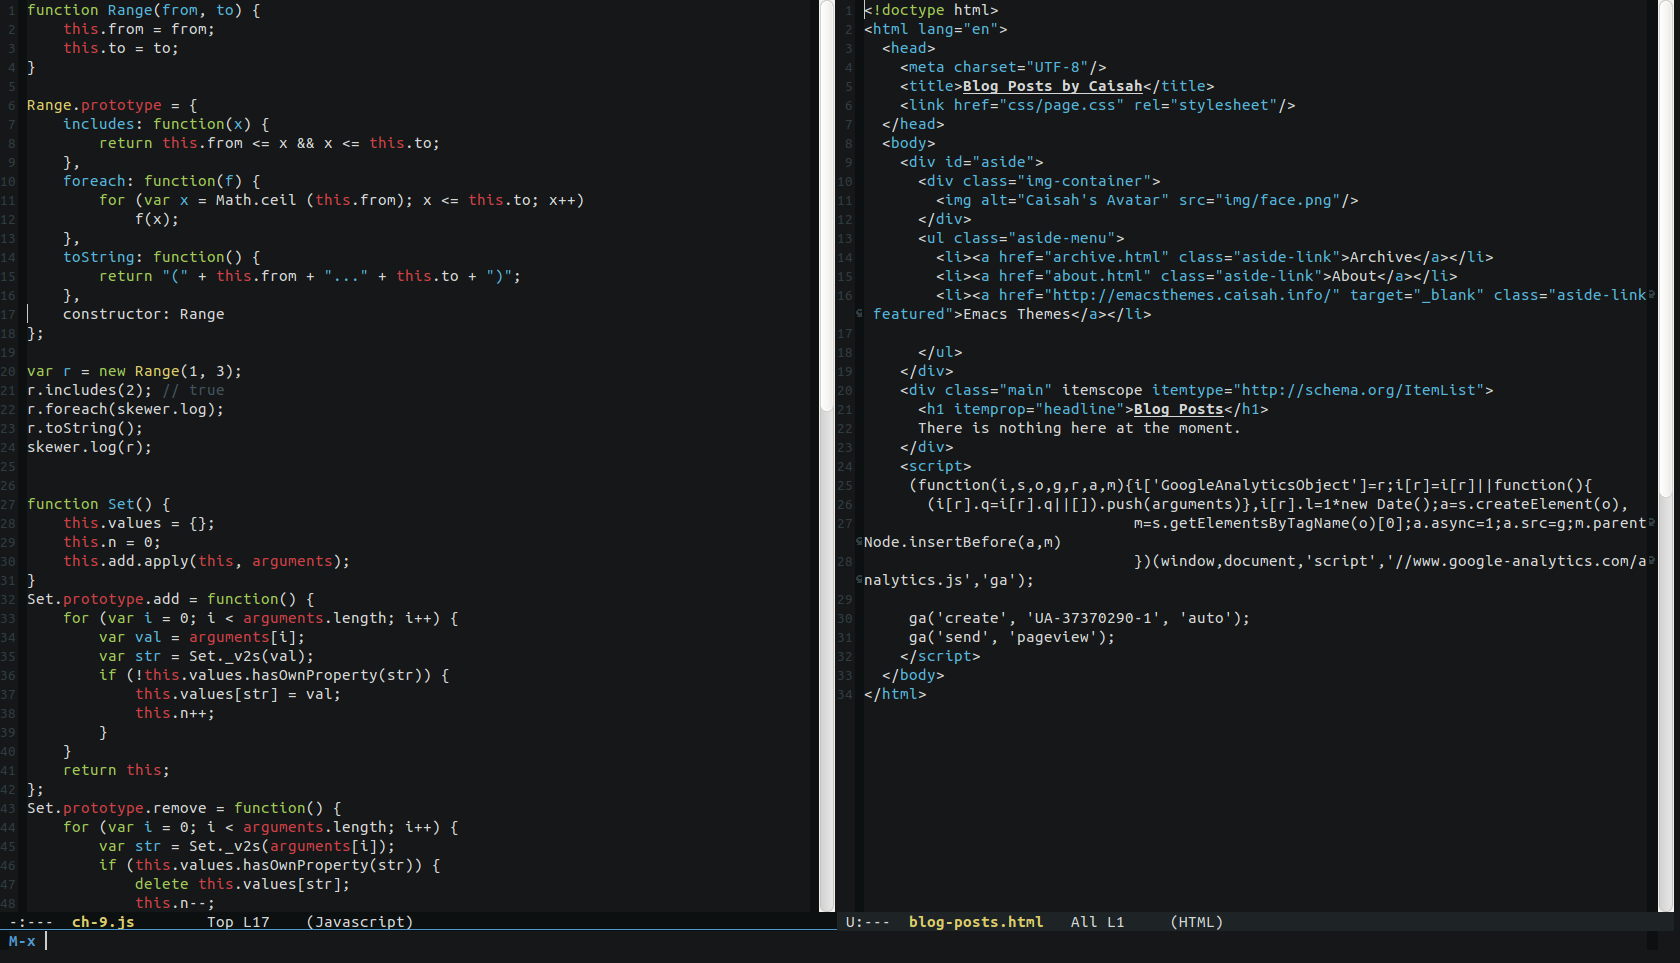 1 function Range(from, to) {
2     this.from = from;
3     this.to = to;
4 }
5
6 Range.prototype = {
7     includes: function(x) {
8         return this.from <= x && x <= this.to;
9     },
10     foreach: function(f) {
11         for (var x = Math.ceil (this.from); x <= this.to; x++)
12             f(x);
13     },
14     toString: function() {
15         return "(" + this.from + "..." + this.to + ")";
16     },
17     constructor: Range
18 };
19
20 var r = new Range(1, 3);
21 r.includes(2); // true
22 r.foreach(skewer.log);
23 r.toString();
24 skewer.log(r);
25
26
27 function Set() {
28     this.values = {};
29     this.n = 0;
30     this.add.apply(this, arguments);
31 }
32 Set.prototype.add = function() {
33     for (var i = 0; i < arguments.length; i++) {
34         var val = arguments[i];
35         var str = Set._v2s(val);
36         if (!this.values.hasOwnProperty(str)) {
37             this.values[str] = val;
38             this.n++;
39         }
40     }
41     return this;
42 };
43 Set.prototype.remove = function() {
44     for (var i = 0; i < arguments.length; i++) {
45         var str = Set._v2s(arguments[i]);
46         if (this.values.hasOwnProperty(str)) {
47             delete this.values[str];
48             this.n--;
-:---  ch-9.js        Top L17    (Javascript)
1 <!doctype html>
2 <html lang="en">
3   <head>
4     <meta charset="UTF-8"/>
5     <title>Blog Posts by Caisah</title>
6     <link href="css/page.css" rel="stylesheet"/>
7   </head>
8   <body>
9     <div id="aside">
10       <div class="img-container">
11         <img alt="Caisah's Avatar" src="img/face.png"/>
12       </div>
13       <ul class="aside-menu">
14         <li><a href="archive.html" class="aside-link">Archive</a></li>
15         <li><a href="about.html" class="aside-link">About</a></li>
16         <li><a href="http://emacsthemes.caisah.info/" target="_blank" class="aside-link
 featured">Emacs Themes</a></li>
17
18       </ul>
19     </div>
20     <div class="main" itemscope itemtype="http://schema.org/ItemList">
21       <h1 itemprop="headline">Blog Posts</h1>
22       There is nothing here at the moment.
23     </div>
24     <script>
25      (function(i,s,o,g,r,a,m){i['GoogleAnalyticsObject']=r;i[r]=i[r]||function(){
26        (i[r].q=i[r].q||[]).push(arguments)},i[r].l=1*new Date();a=s.createElement(o),
27                               m=s.getElementsByTagName(o)[0];a.async=1;a.src=g;m.parent
Node.insertBefore(a,m)
28                               })(window,document,'script','//www.google-analytics.com/a
nalytics.js','ga');
29
30      ga('create', 'UA-37370290-1', 'auto');
31      ga('send', 'pageview');
32     </script>
33   </body>
34 </html>
U:---  blog-posts.html   All L1     (HTML)
M-x